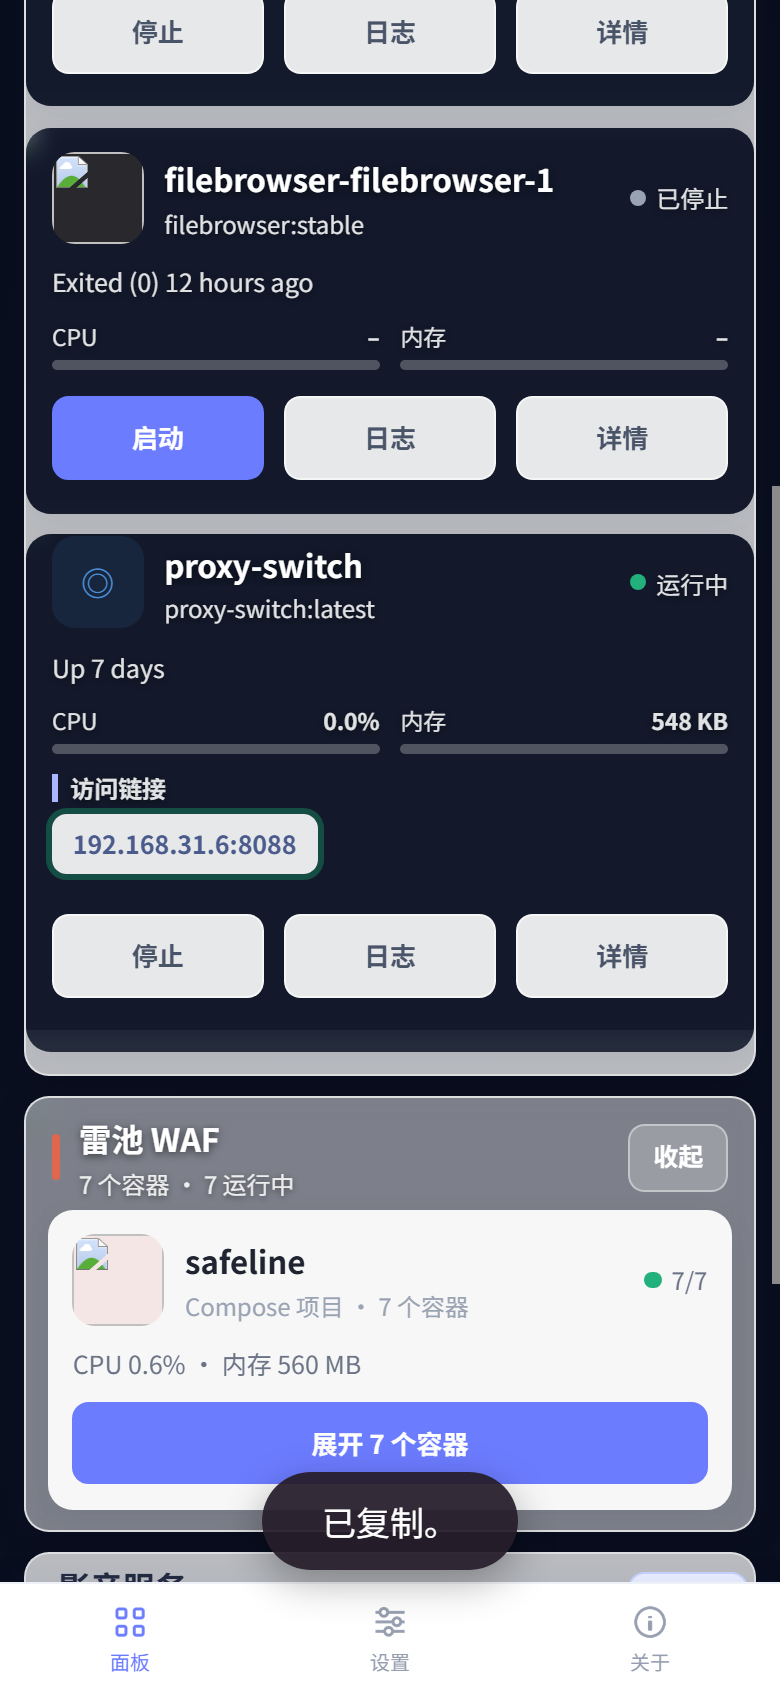 停止 日志 详情
filebrowser-filebrowser-1
已停止
filebrowser:stable
Exited (0) 12 hours ago
CPU – 内存 –
启动 日志 详情
proxy-switch
运行中
proxy-switch:latest
Up 7 days
CPU 0.0% 内存 548 KB
访问链接
192.168.31.6:8088
停止 日志 详情
雷池 WAF
收起
7 个容器 · 7 运行中
safeline
7/7
Compose 项目 · 7 个容器
CPU 0.6% · 内存 560 MB
展开 7 个容器
已复制。
面板 设置 关于